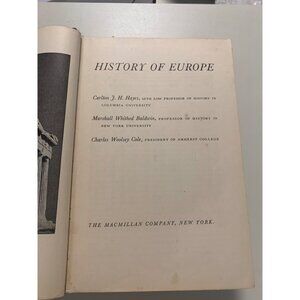 HISTORY OF EUROPE
Carlton J. H. Hayes, SETH LOW PROFESSOR OF HISTORY IN
COLUMBIA UNIVERSITY
Marshall Whithed Baldwin, PROFESSOR OF HISTORY IN
NEW YORK UNIVERSITY
Charles Woolsey Cole, PRESIDENT OF AMHERST COLLEGE
THE MACMILLAN COMPANY, NEW YORK.